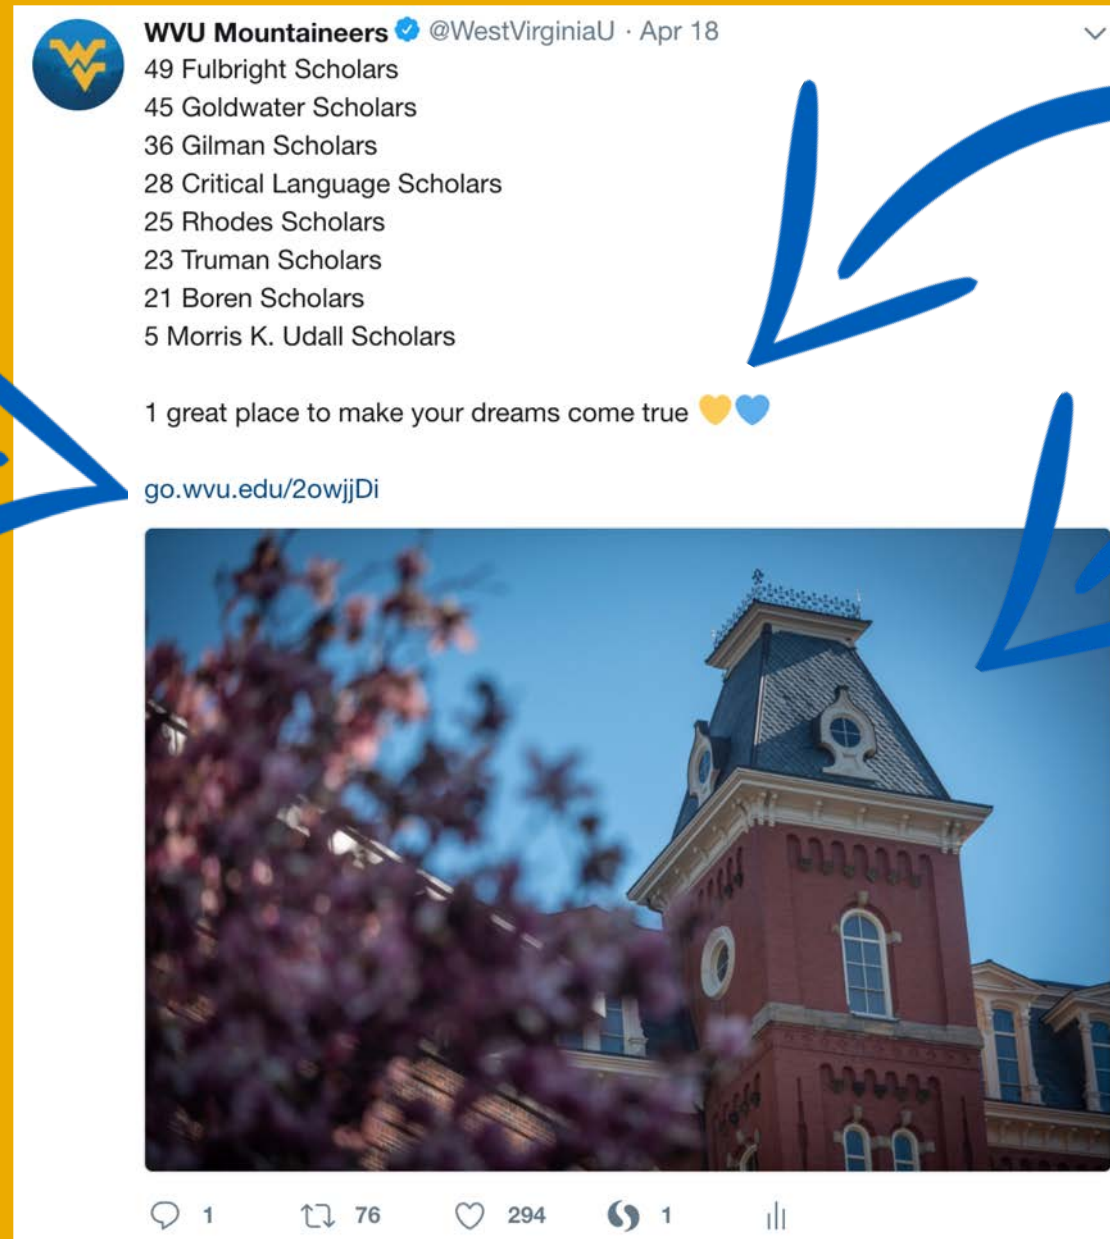 WVU Mountaineers @WestVirginiaU · Apr 18
49 Fulbright Scholars
45 Goldwater Scholars
36 Gilman Scholars
28 Critical Language Scholars
25 Rhodes Scholars
23 Truman Scholars
21 Boren Scholars
5 Morris K. Udall Scholars
1 great place to make your dreams come true 💛💙
go.wvu.edu/2owjjDi
1 76 294 1